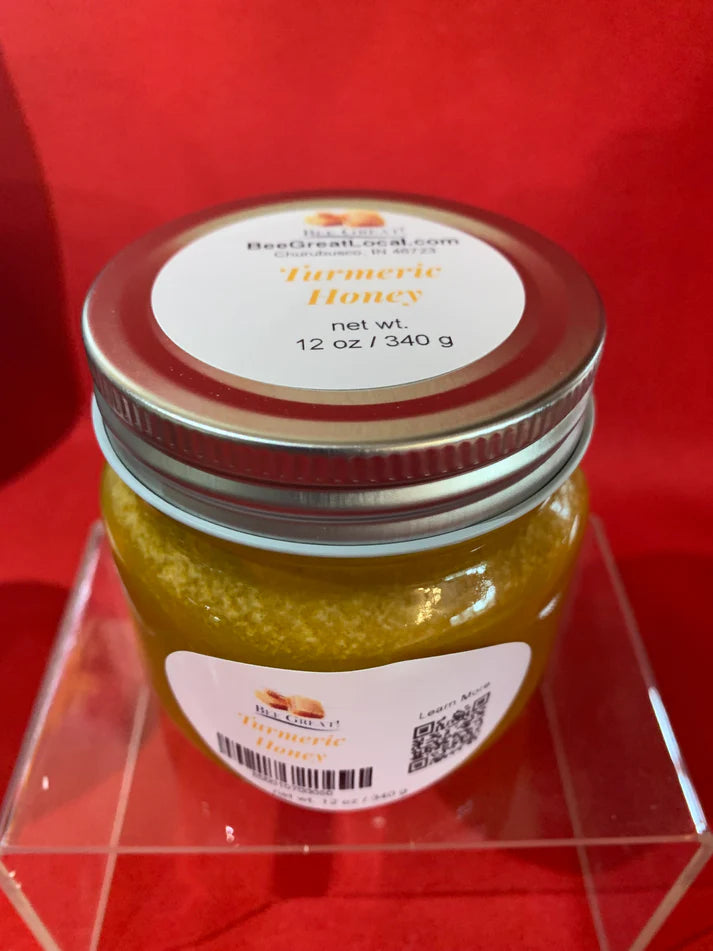 BEE GREAT!
BeeGreatLocal.com
Churubusco, IN 46723
Turmeric
Honey
net wt.
12 oz / 340 g
BEE GREAT!
Turmeric
Honey
Learn More
net wt. 12 oz / 340 g